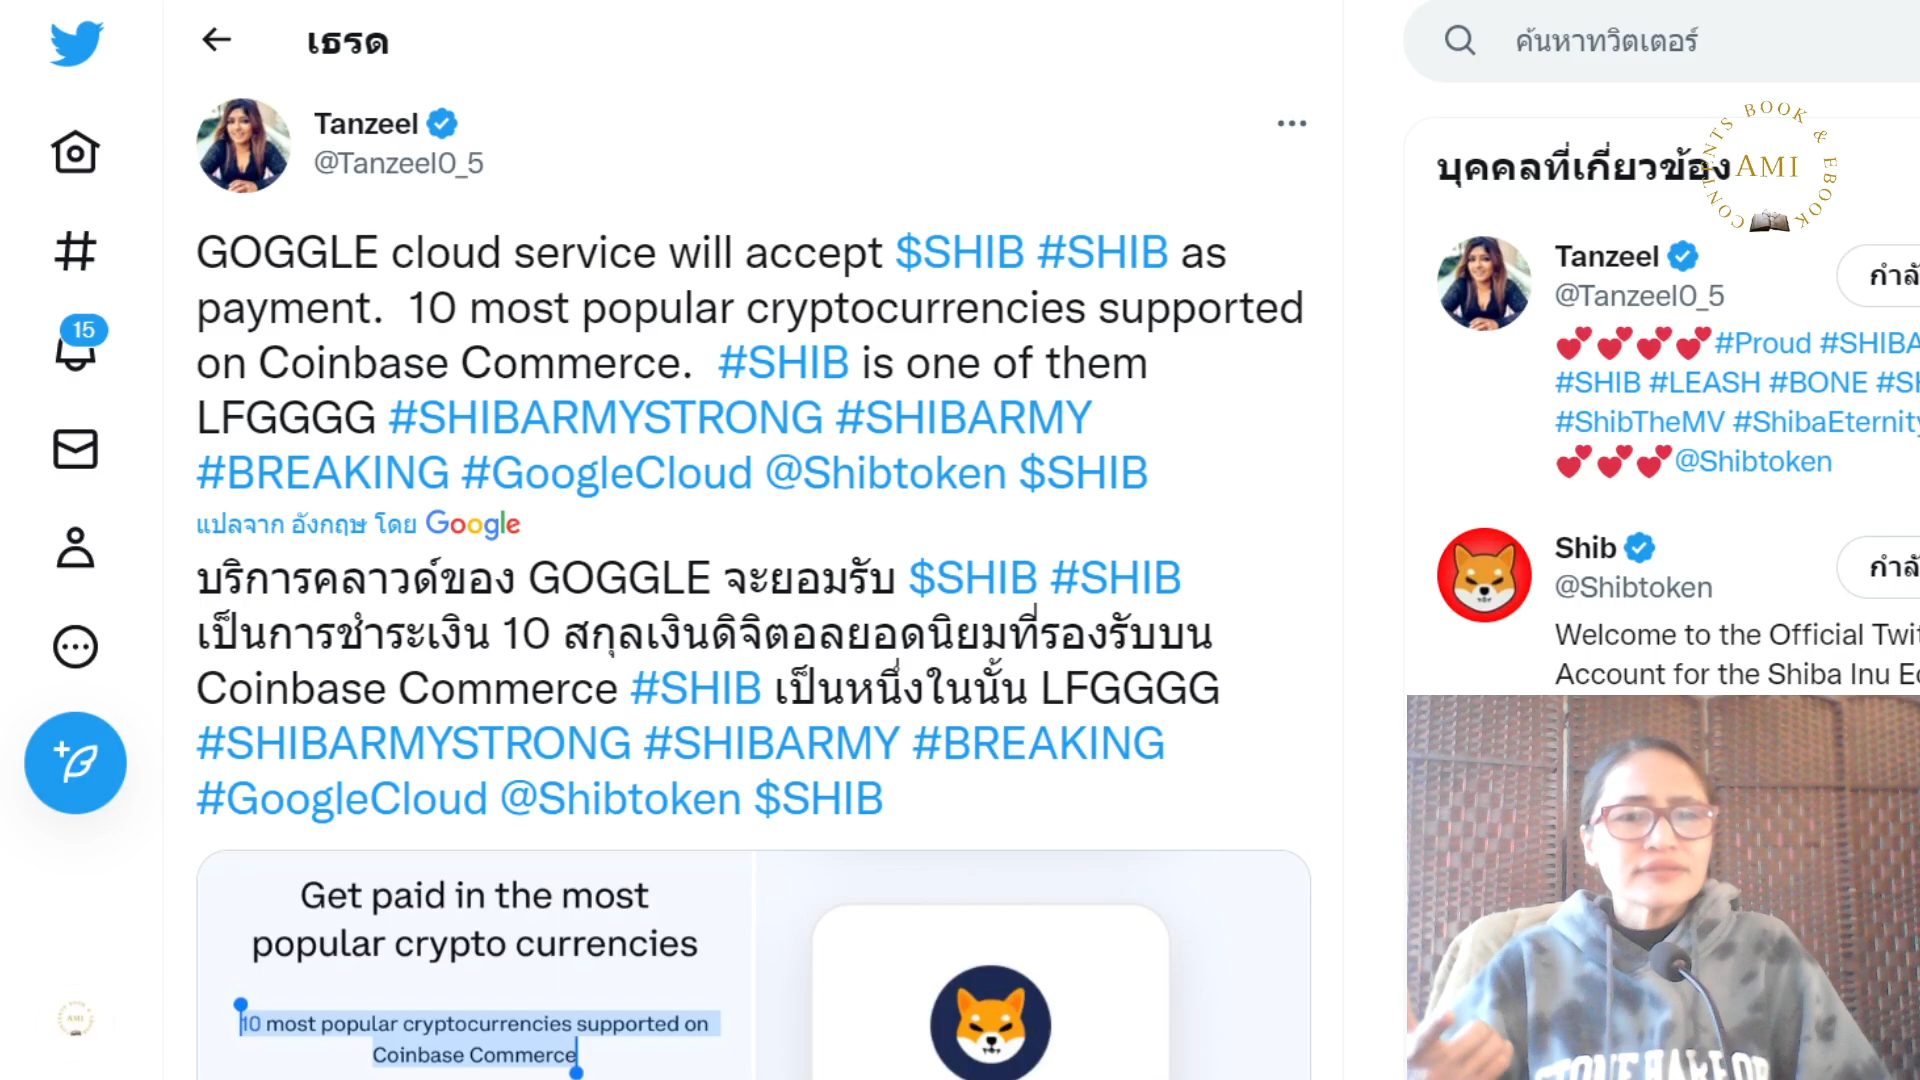 เธรด
ค้นหาทวิตเตอร์
Tanzeel
@Tanzeel0_5
GOGGLE cloud service will accept $SHIB #SHIB as
payment. 10 most popular cryptocurrencies supported
on Coinbase Commerce. #SHIB is one of them
LFGGGG #SHIBARMYSTRONG #SHIBARMY
#BREAKING #GoogleCloud @Shibtoken $SHIB
แปลจาก อังกฤษ โดย Google
บริการคลาวด์ของ GOGGLE จะยอมรับ $SHIB #SHIB
เป็นการชำระเงิน 10 สกุลเงินดิจิตอลยอดนิยมที่รองรับบน
Coinbase Commerce #SHIB เป็นหนึ่งในนั้น LFGGGG
#SHIBARMYSTRONG #SHIBARMY #BREAKING
#GoogleCloud @Shibtoken $SHIB
Get paid in the most
popular crypto currencies
10 most popular cryptocurrencies supported on
Coinbase Commerce
15
AMI
CONTENTS BOOK & EBOOK
AMI
บุคคลที่เกี่ยวข้อง
Tanzeel
@Tanzeel0_5
#Proud #SHIBA
#SHIB #LEASH #BONE #SH
#ShibTheMV #ShibaEternity
@Shibtoken
Shib
@Shibtoken
Welcome to the Official Twit
Account for the Shiba Inu Ec